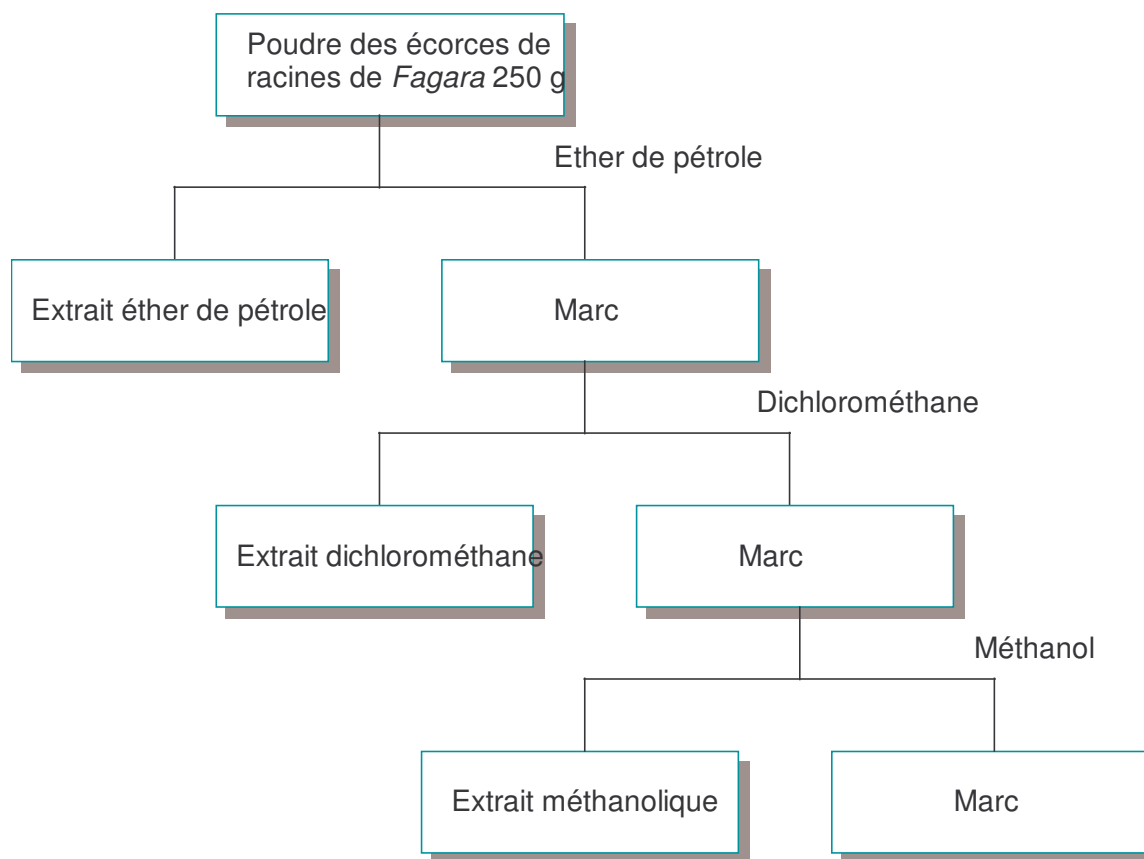 Poudre des écorces de
racines de Fagara 250 g
Ether de pétrole
Extrait éther de pétrole
Marc
Dichlorométhane
Extrait dichlorométhane
Marc
Méthanol
Extrait méthanolique
Marc